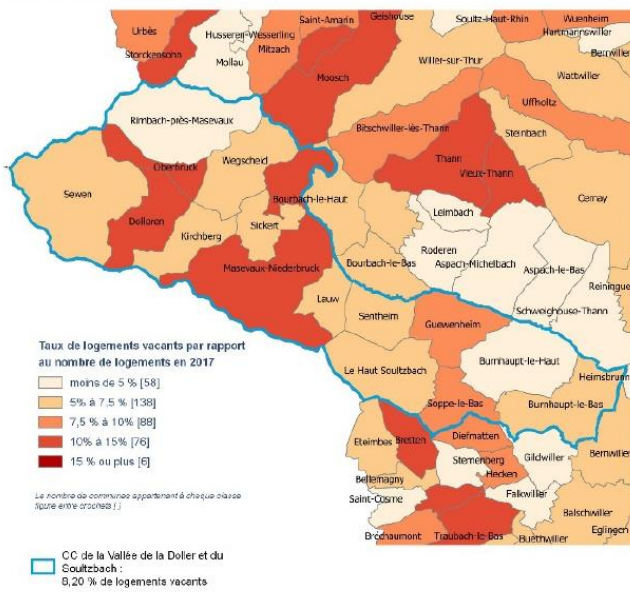 Urbès
Saint-Amarin
Geishouse
Soultz-Haut-Rhin
Wuenheim
Husseren-Wesserling
Hartmannswiller
Storckensohn
Mitzach
Mollau
Bernwiller
Willer-sur-Thur
Moosch
Wattwiller
Uffholtz
Rimbach-près-Masevaux
Bitschwiller-lès-Thann
Steinbach
Wegscheid
Thann
Oberbruck
Vieux-Thann
Sewen
Cernay
Bourbach-le-Haut
Leimbach
Dolleren
Sickert
Kirchberg
Roderen
Bourbach-le-Bas
Aspach-Michelbach
Masevaux-Niederbruck
Aspach-le-Bas
Reiningue
Lauw
Schweighouse-Thann
Sentheim
Guewenheim
Taux de logements vacants par rapport
au nombre de logements en 2017
Burnhaupt-le-Haut
Le Haut Soultzbach
Heimsbrunn
moins de 5 % [58]
5% à 7,5 % [138]
Soppe-le-Bas
Burnhaupt-le-Bas
7,5 % à 10% [88]
10% à 15% [76]
15 % ou plus [6]
Diefmatten
Eteimbes
Bretten
Gildwiller
Bernwiller
Sternenberg
Hecken
Bellemagny
Saint-Cosme
Falkwiller
Le nombre de communes appartenant à chaque classe
figure entre crochets [ ]
Balschwiller
Bréchaumont
Traubach-le-Bas
Buethwiller
Eglingen
CC de la Vallée de la Doller et du
Soultzbach :
8,20 % de logements vacants